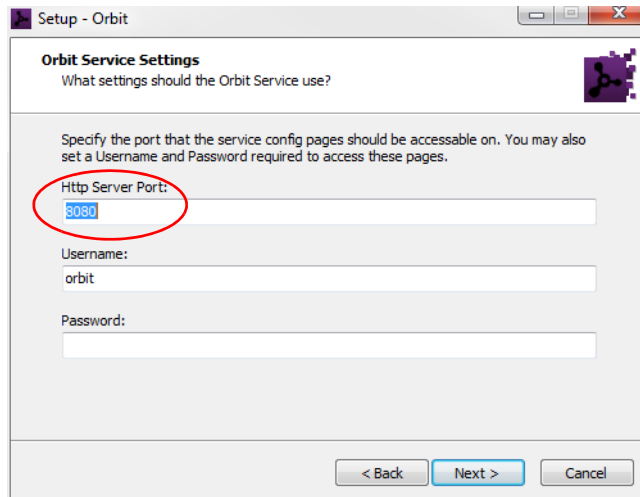 Setup - Orbit
Orbit Service Settings
What settings should the Orbit Service use?
Specify the port that the service config pages should be accessable on. You may also
set a Username and Password required to access these pages.
Http Server Port:
8080
Username:
orbit
Password:
< Back
Next >
Cancel